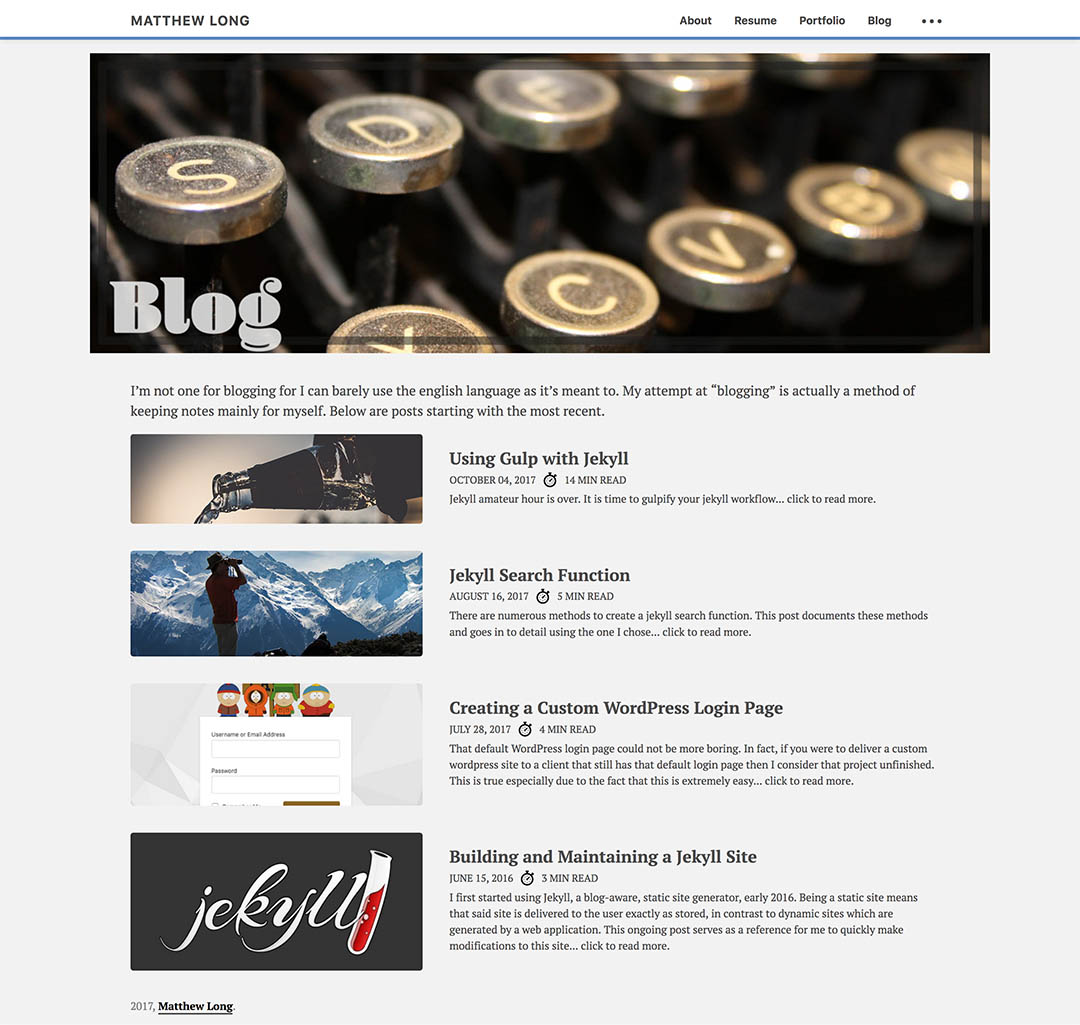 MATTHEW LONG
About Resume Portfolio Blog
S D F
B
V
C
Blog
I’m not one for blogging for I can barely use the english language as it’s meant to. My attempt at “blogging” is actually a method of
keeping notes mainly for myself. Below are posts starting with the most recent.
Using Gulp with Jekyll
OCTOBER 04, 2017 14 MIN READ
Jekyll amateur hour is over. It is time to gulpify your jekyll workflow... click to read more.
Jekyll Search Function
AUGUST 16, 2017 5 MIN READ
There are numerous methods to create a jekyll search function. This post documents these methods
and goes in to detail using the one I chose... click to read more.
Username or Email Address
Password
Creating a Custom WordPress Login Page
JULY 28, 2017 4 MIN READ
That default WordPress login page could not be more boring. In fact, if you were to deliver a custom
wordpress site to a client that still has that default login page then I consider that project unfinished.
This is true especially due to the fact that this is extremely easy... click to read more.
jekyll
Building and Maintaining a Jekyll Site
JUNE 15, 2016 3 MIN READ
I first started using Jekyll, a blog-aware, static site generator, early 2016. Being a static site means
that said site is delivered to the user exactly as stored, in contrast to dynamic sites which are
generated by a web application. This ongoing post serves as a reference for me to quickly make
modifications to this site... click to read more.
2017, Matthew Long.